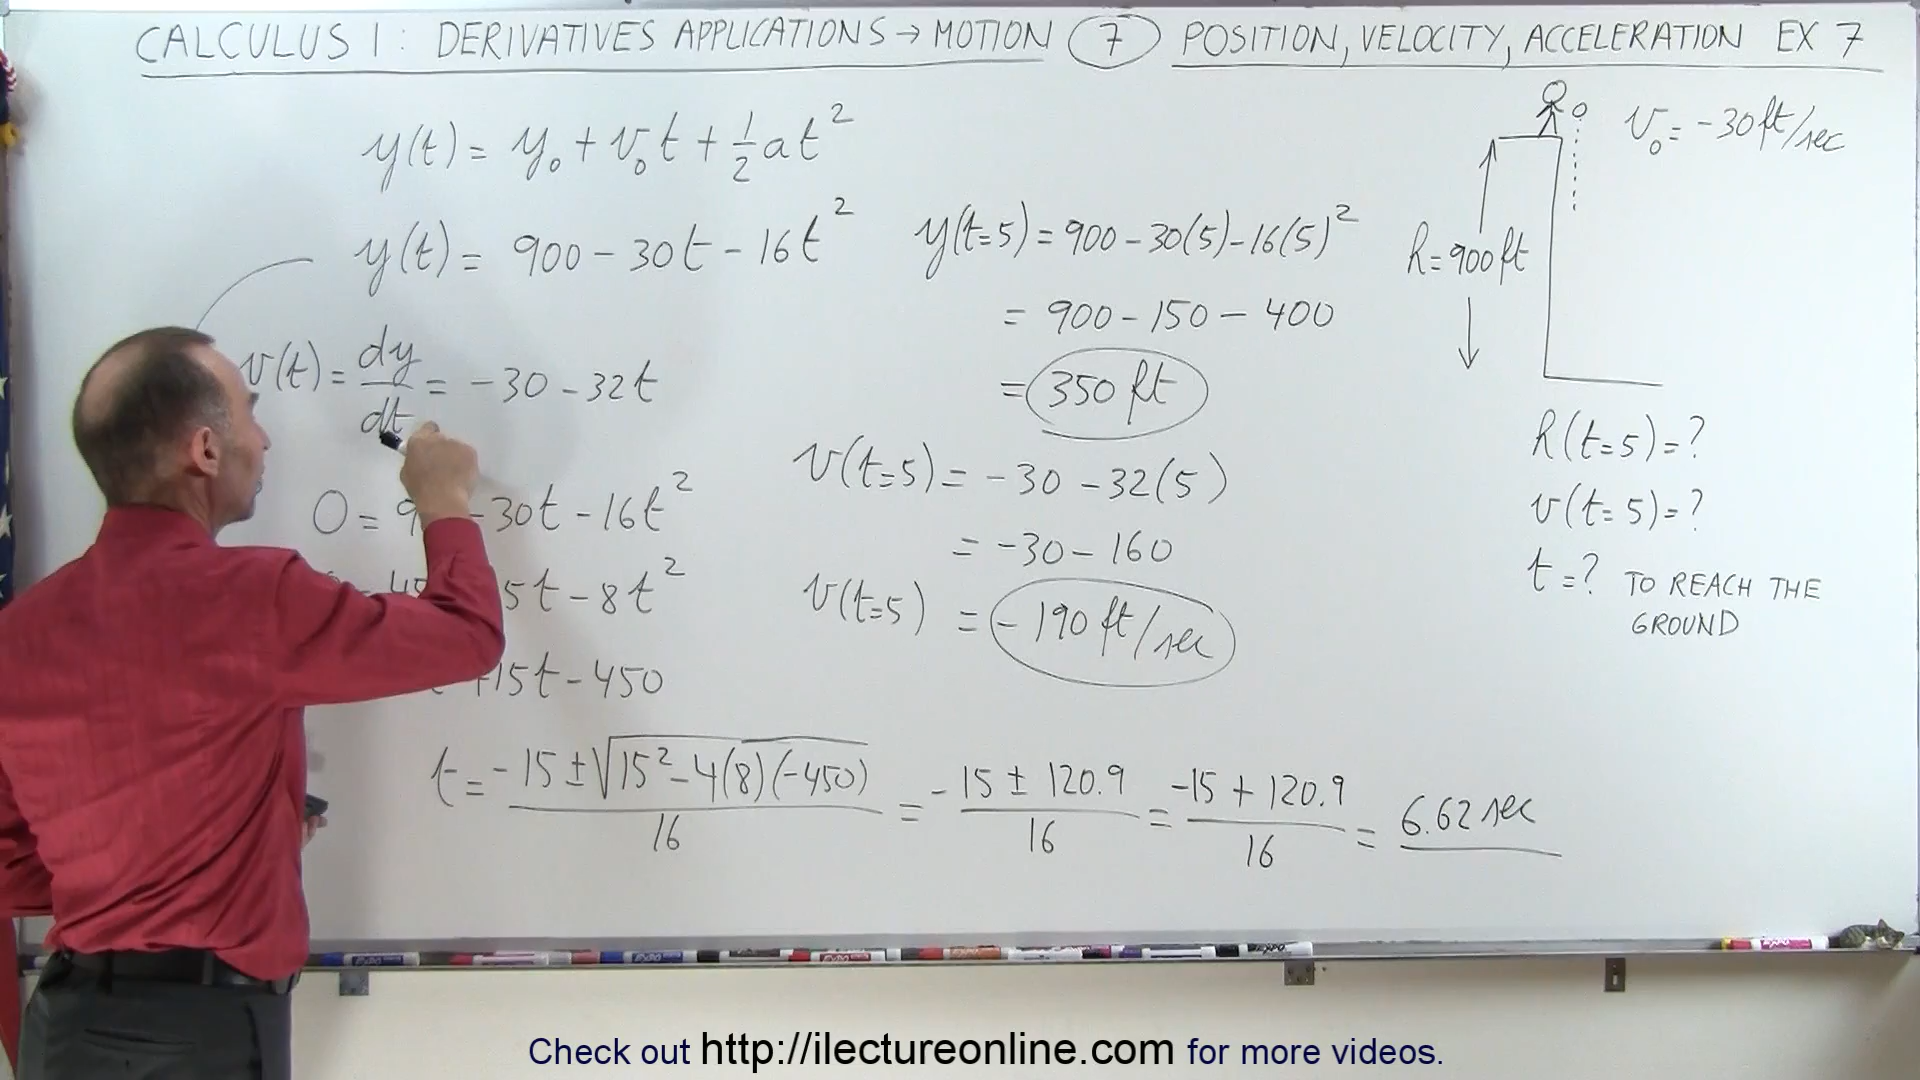 CALCULUS 1 : DERIVATIVES APPLICATIONS → MOTION 7 POSITION, VELOCITY, ACCELERATION EX 7
y(t) = y₀ + v₀t + ½at²
y(t) = 900 - 30t - 16t²
v(t) = dy/dt = -30 - 32t
0 = 9 -30t - 16t²
5t - 8t²
+15t - 450
t = -15 ± √15² - 4(8)(-450) / 16 = -15 ± 120.9 / 16 = -15 + 120.9 / 16 = 6.62 sec
y(t=5) = 900 - 30(5) - 16(5)²
= 900 - 150 - 400
= 350 ft
v(t=5) = -30 - 32(5)
= -30 - 160
v(t=5) = -190 ft/sec
v₀ = -30 ft/sec
h = 900 ft
h(t=5) = ?
v(t=5) = ?
t = ? TO REACH THE
GROUND
Check out http://ilectureonline.com for more videos.